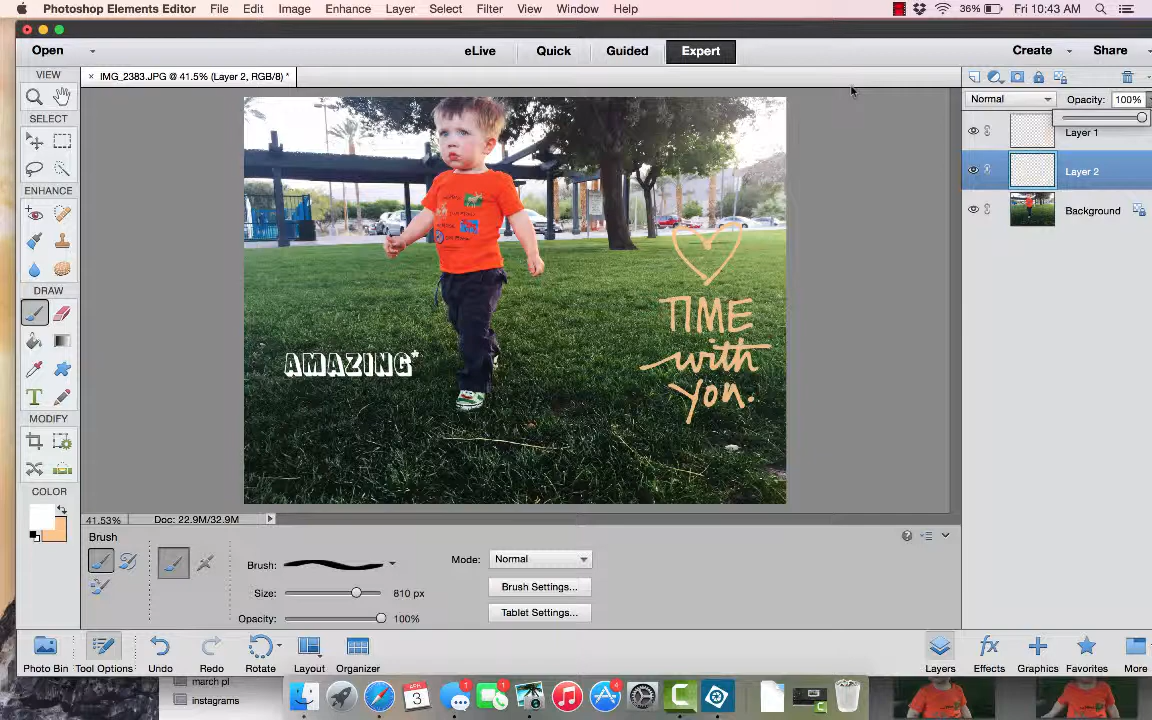 Photoshop Elements Editor File Edit Image Enhance Layer Select Filter View Window Help 36% Fri 10:43 AM
Open eLive Quick Guided Expert Create Share
VIEW × IMG_2383.JPG @ 41.5% (Layer 2, RGB/8) *
Normal Opacity: 100%
SELECT
Layer 1
Layer 2
ENHANCE
Background
DRAW
TIME
with
you.
AMAZING*
MODIFY
COLOR
41.53% Doc: 22.9M/32.9M
Brush
Brush: Mode: Normal
Size: 810 px Brush Settings...
Opacity: 100% Tablet Settings...
Photo Bin Tool Options Undo Redo Rotate Layout Organizer Layers Effects Graphics Favorites More
march pl
instagrams